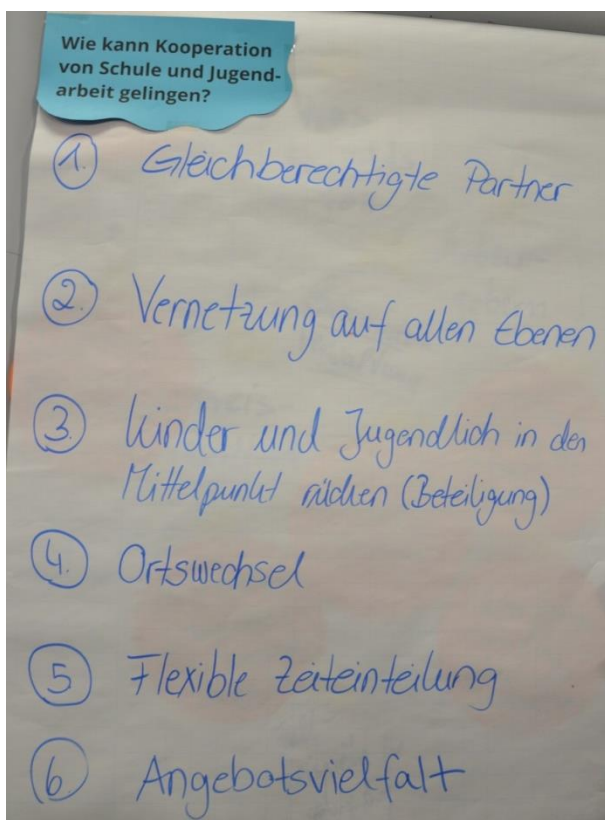 Wie kann Kooperation
von Schule und Jugend-
arbeit gelingen?
1. Gleichberechtigte Partner
2. Vernetzung auf allen Ebenen
3. Kinder und Jugendlich in den
Mittelpunkt rücken (Beteiligung)
4. Ortswechsel
5 Flexible Zeiteinteilung
6 Angebotsvielfalt